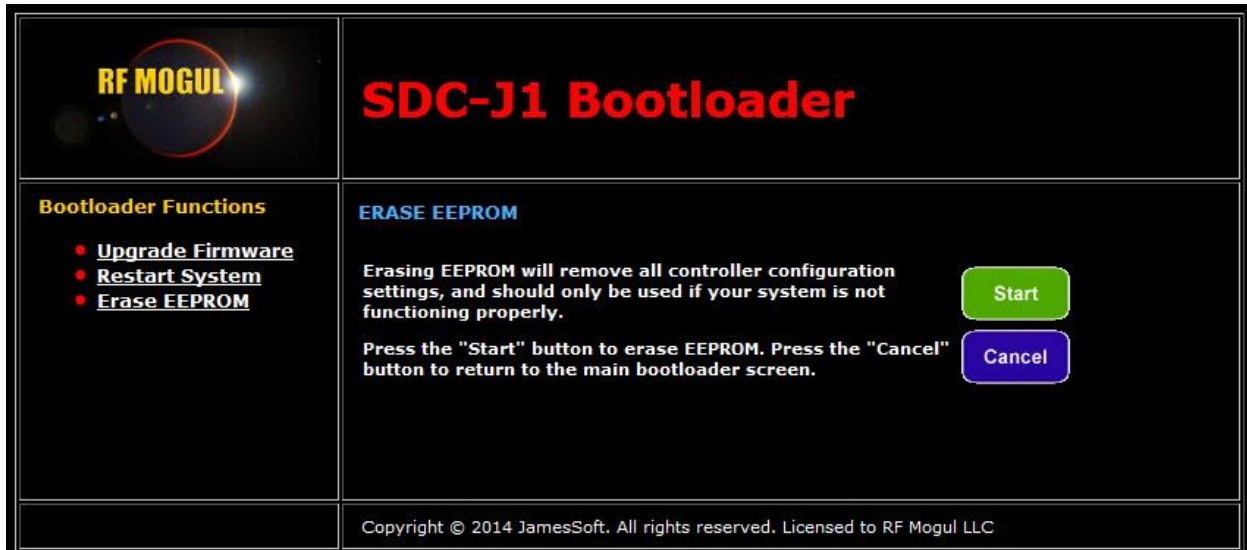 RF MOGUL
SDC-J1 Bootloader
Bootloader Functions
Upgrade Firmware
Restart System
Erase EEPROM
ERASE EEPROM
Erasing EEPROM will remove all controller configuration
settings, and should only be used if your system is not
functioning properly.
Start
Press the "Start" button to erase EEPROM. Press the "Cancel"
button to return to the main bootloader screen.
Cancel
Copyright © 2014 JamesSoft. All rights reserved. Licensed to RF Mogul LLC